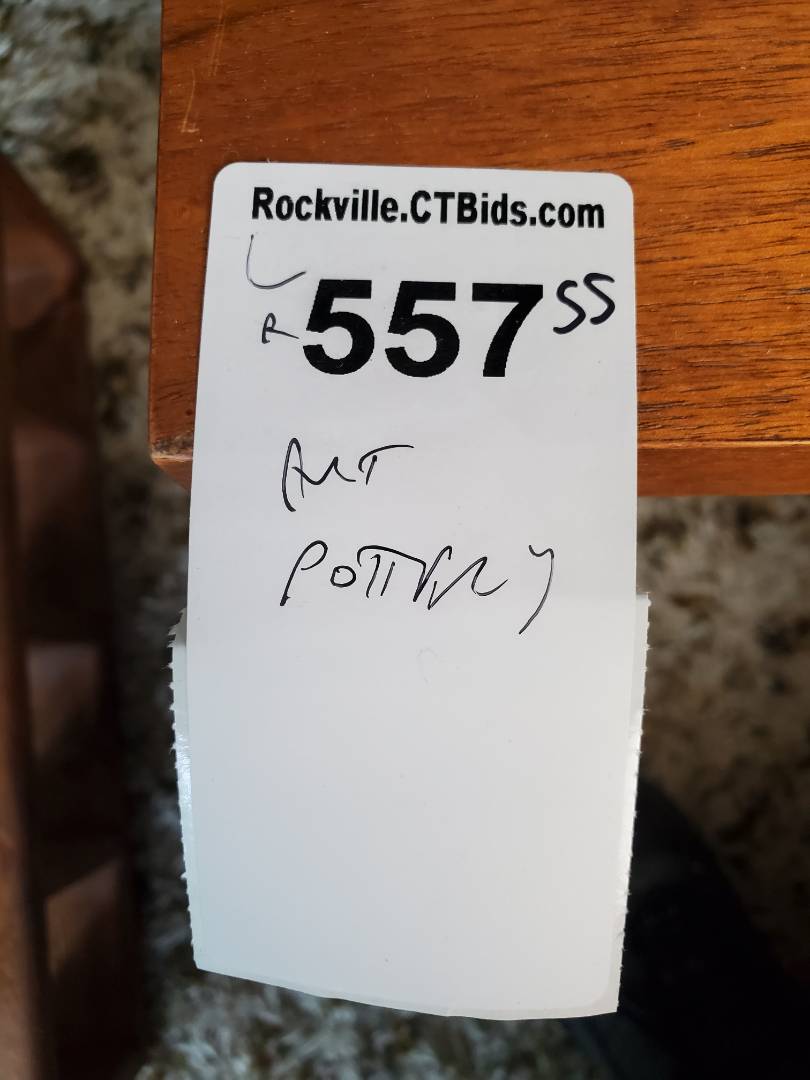 Rockville.CTBids.com
L
R 557 SS
ART
POTTERY